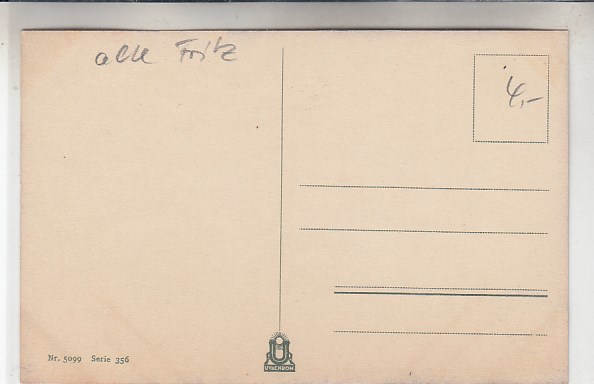 alte Fritz
4,-
Nr. 5099 Serie 356
UVACHROM